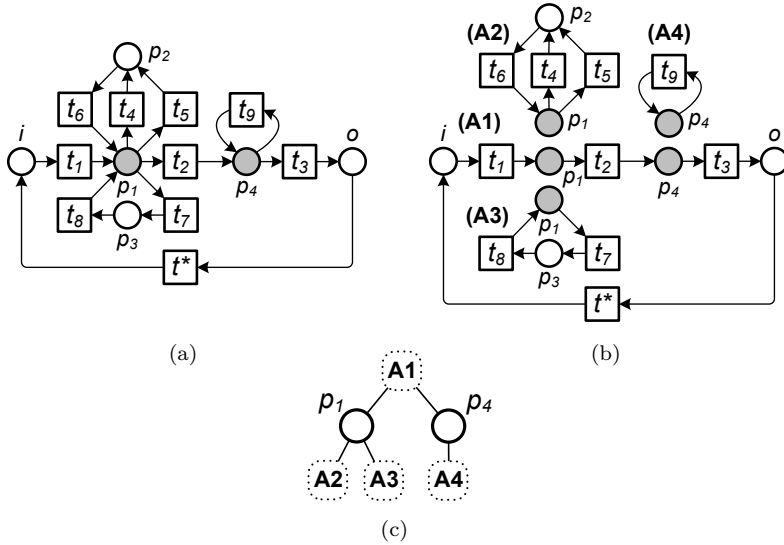 p2
t6 t4 t5
t9
i t1 t2 t3 o
p1 p4
t8 t7
p3
t*
(a)
(A2) p2 (A4)
t6 t4 t5 t9
p1 p4
i (A1) t1 t2 t3 o
p1 p4
(A3) p1
t8 t7
p3
t*
(b)
A1
p1 p4
A2 A3 A4
(c)